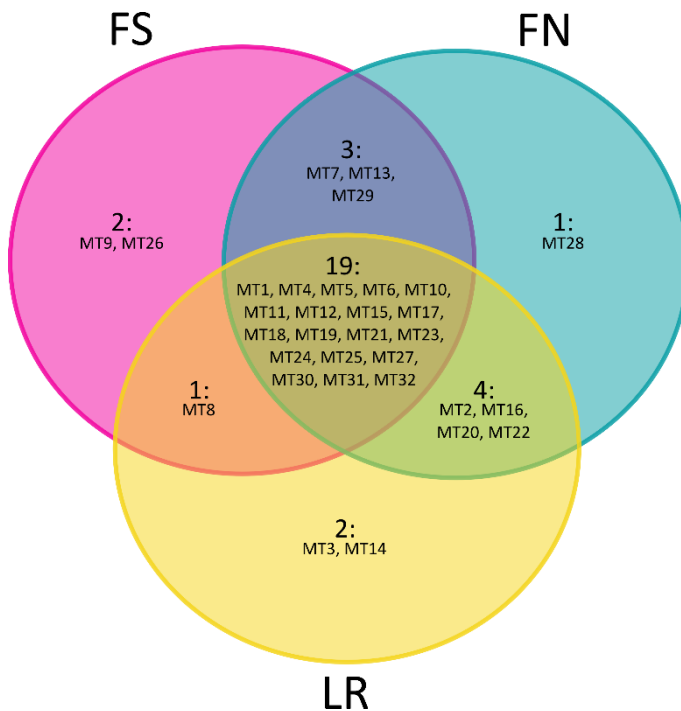 FS
FN
3:
MT7, MT13,
MT29
2:
MT9, MT26
1:
MT28
19:
MT1, MT4, MT5, MT6, MT10,
MT11, MT12, MT15, MT17,
MT18, MT19, MT21, MT23,
MT24, MT25, MT27,
MT30, MT31, MT32
1:
MT8
4:
MT2, MT16,
MT20, MT22
2:
MT3, MT14
LR